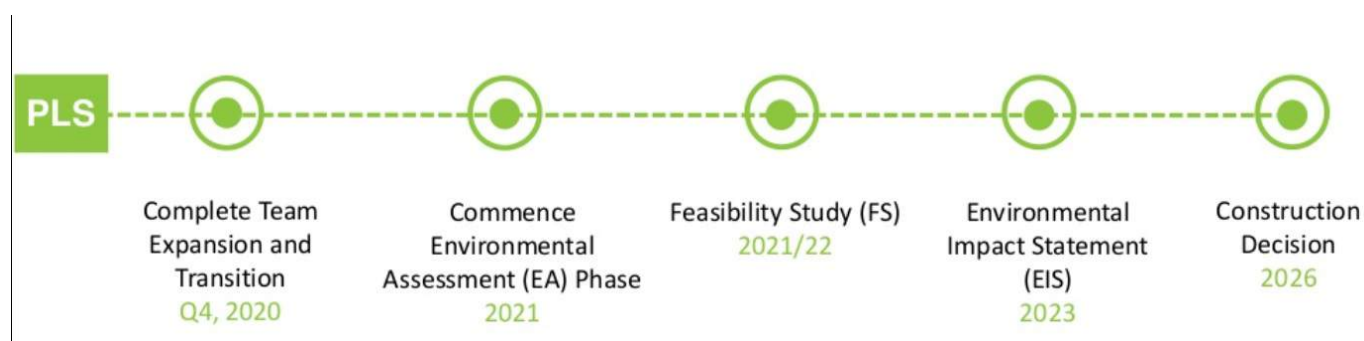 PLS
Complete Team
Expansion and
Transition
Q4, 2020
Commence
Environmental
Assessment (EA) Phase
2021
Feasibility Study (FS)
2021/22
Environmental
Impact Statement
(EIS)
2023
Construction
Decision
2026